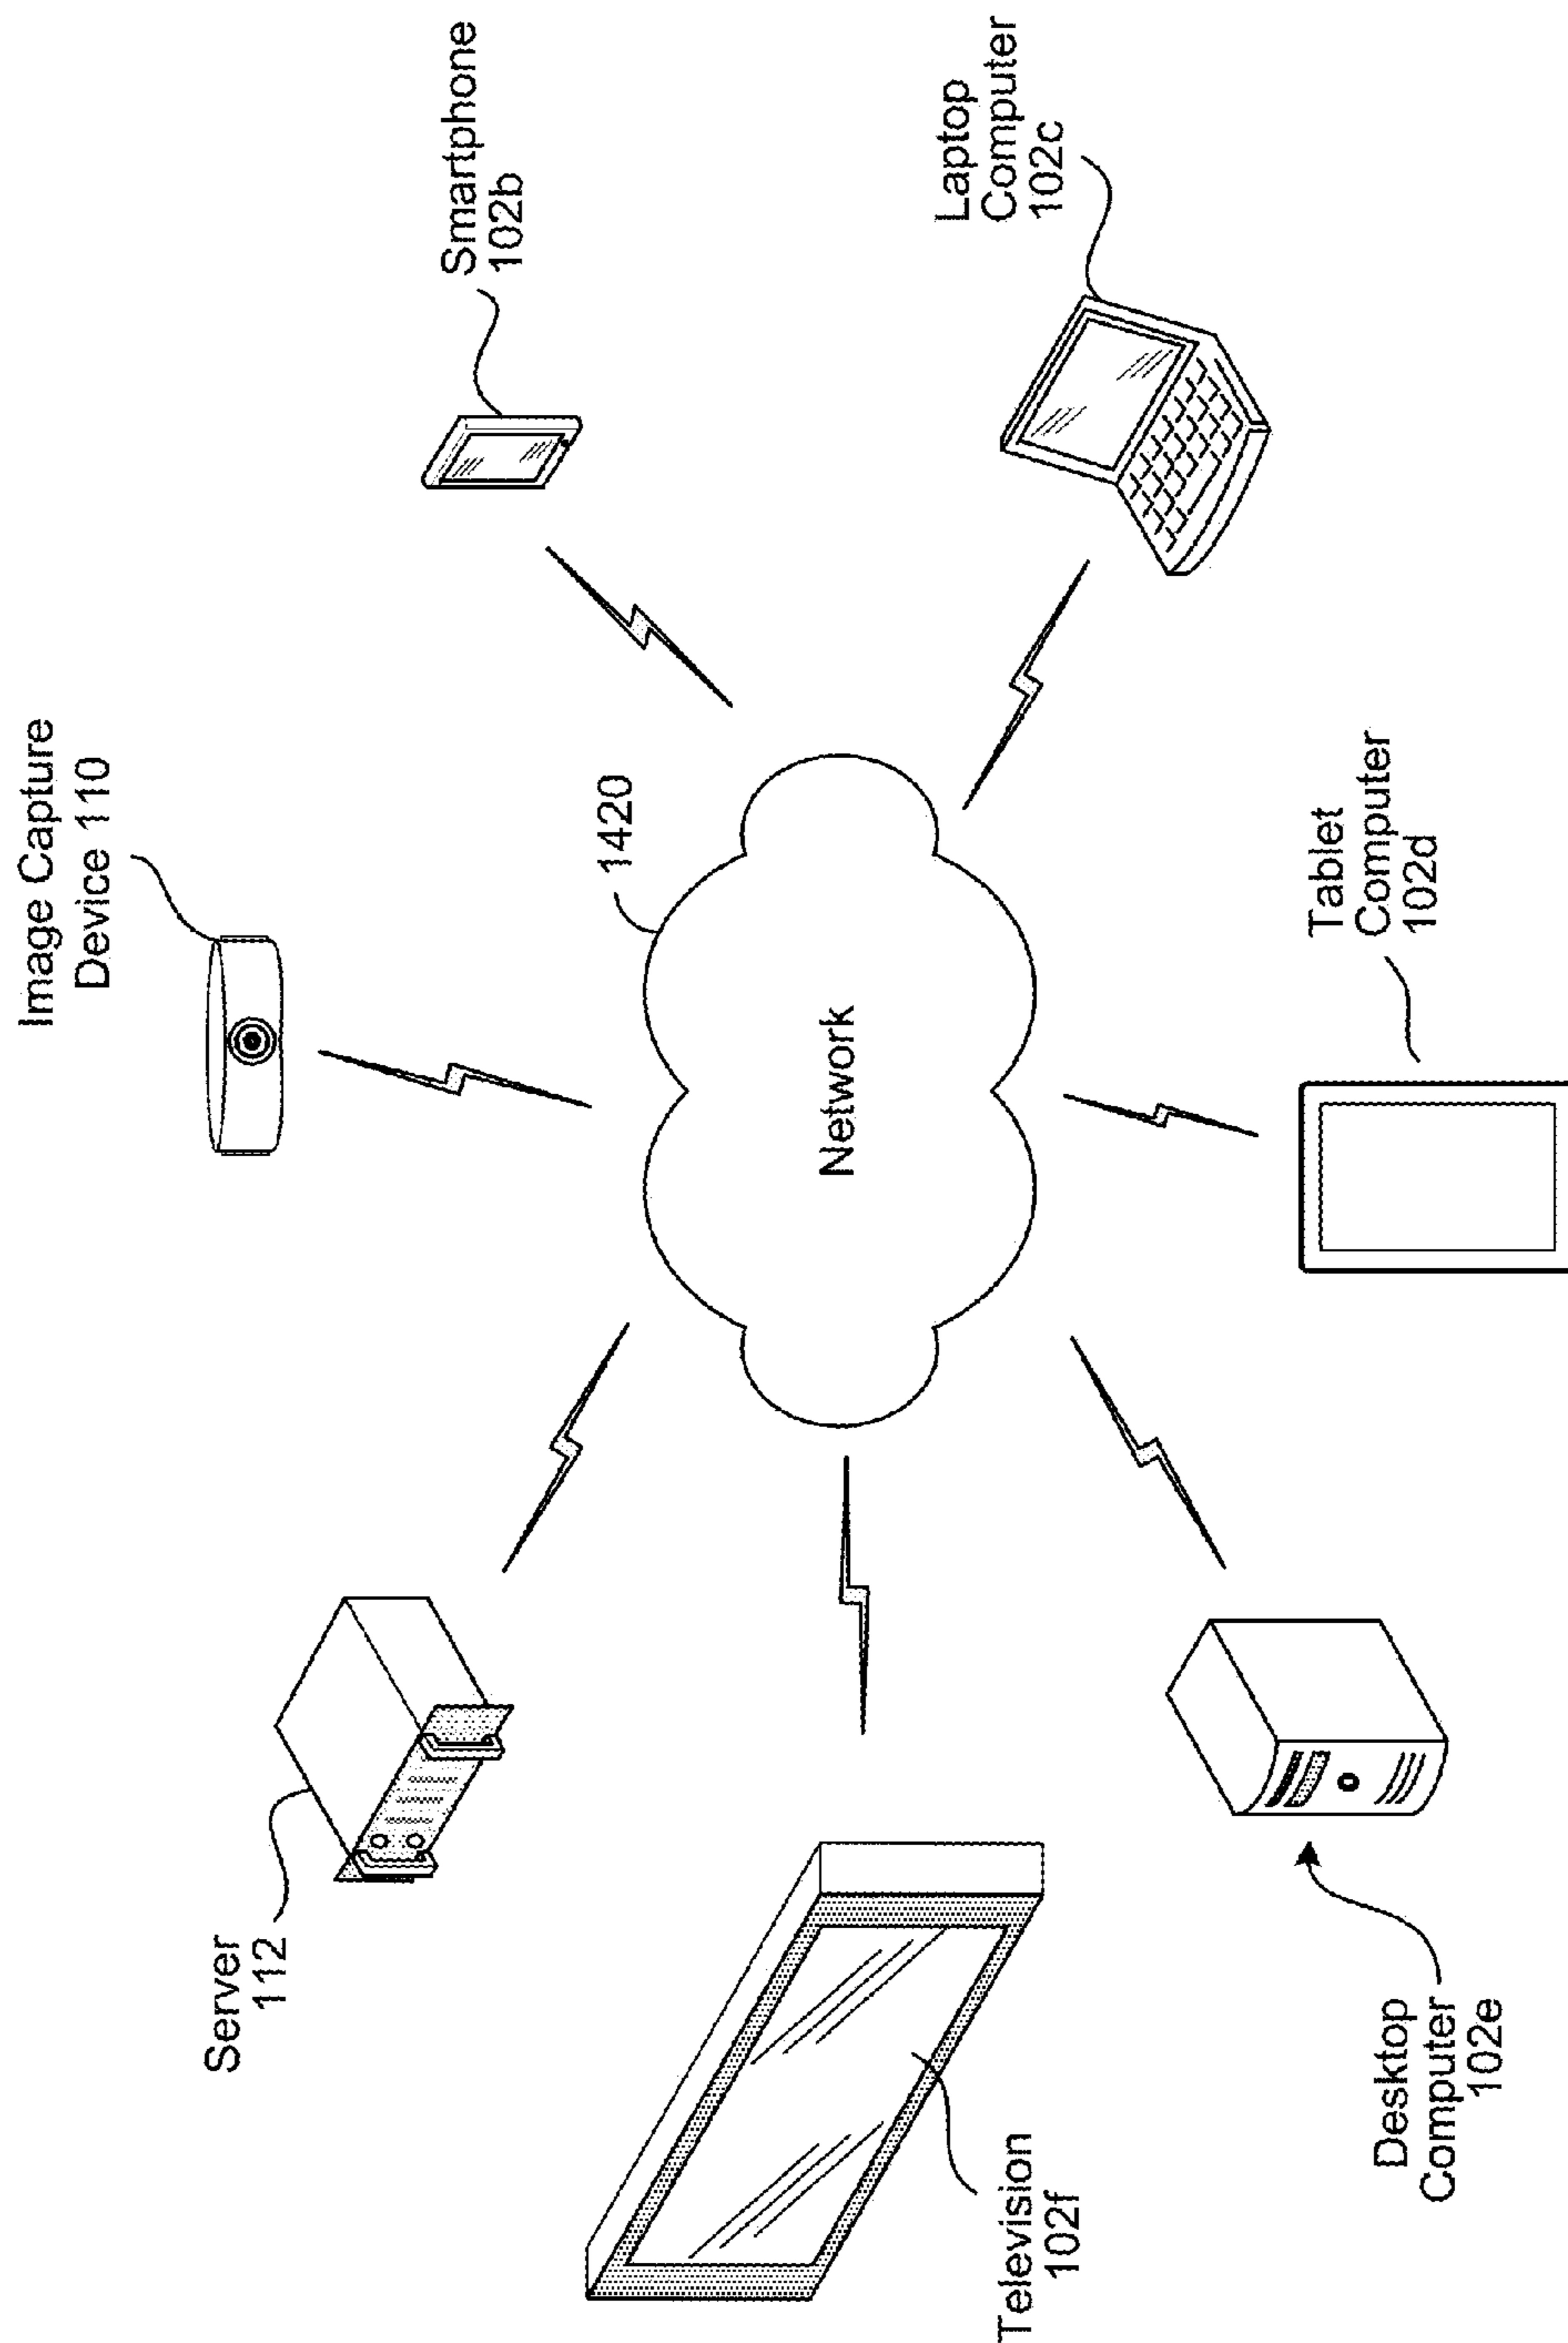 Image Capture
Device 110
Smartphone
102b
Server
112
1420
Network
Laptop
Computer
102c
Television
102f
Tablet
Computer
102d
Desktop
Computer
102e